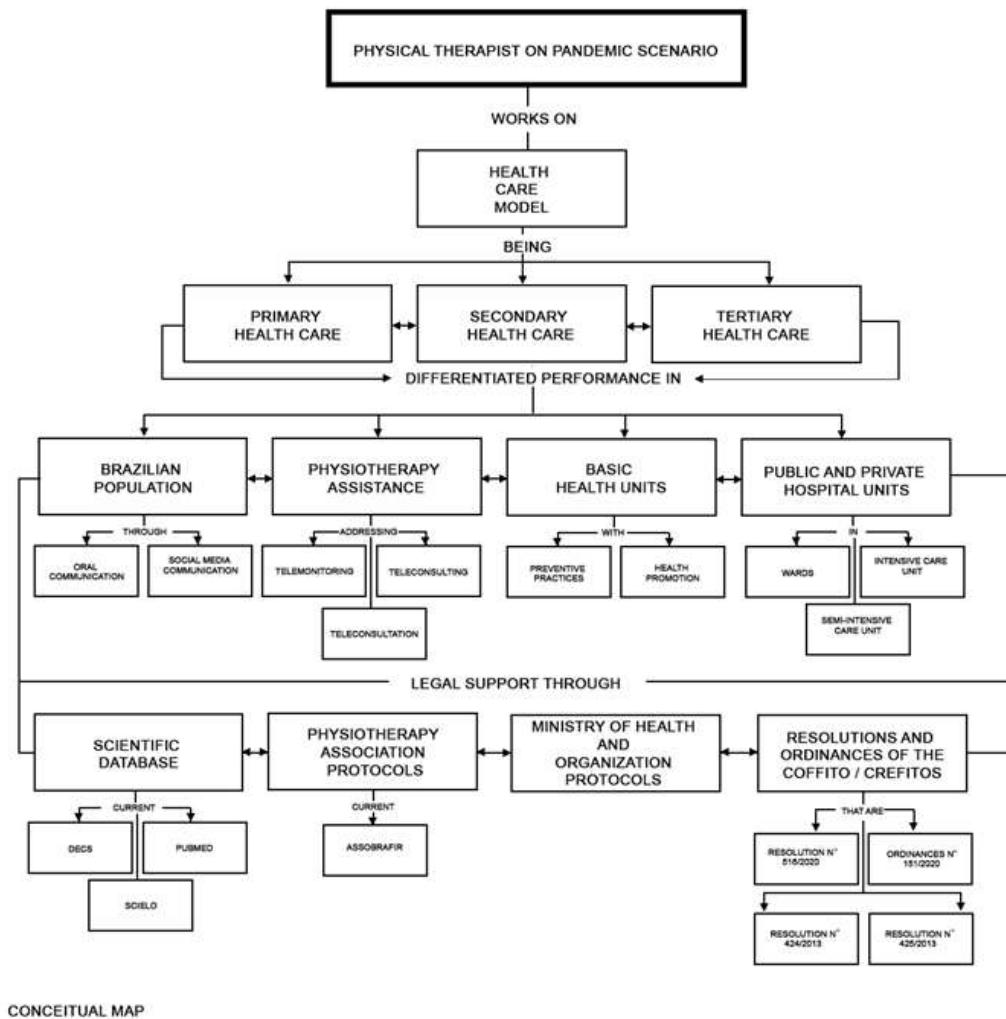 PHYSICAL THERAPIST ON PANDEMIC SCENARIO
WORKS ON
HEALTH
CARE
MODEL
BEING
PRIMARY
HEALTH CARE
SECONDARY
HEALTH CARE
TERTIARY
HEALTH CARE
DIFFERENTIATED PERFORMANCE IN
BRAZILIAN
POPULATION
PHYSIOTHERAPY
ASSISTANCE
BASIC
HEALTH UNITS
PUBLIC AND PRIVATE
HOSPITAL UNITS
THROUGH
ADDRESSING
WITH
IN
ORAL
COMMUNICATION
SOCIAL MEDIA
COMMUNICATION
TELEMONITORING
TELECONSULTING
PREVENTIVE
PRACTICES
HEALTH
PROMOTION
WARDS
INTENSIVE CARE
UNIT
TELECONSULTATION
SEMI-INTENSIVE
CARE UNIT
LEGAL SUPPORT THROUGH
SCIENTIFIC
DATABASE
PHYSIOTHERAPY
ASSOCIATION
PROTOCOLS
MINISTRY OF HEALTH
AND
ORGANIZATION
PROTOCOLS
RESOLUTIONS AND
ORDINANCES OF THE
COFFITO / CREFITOS
CURRENT
CURRENT
THAT ARE
DECS
PUBMED
ASSOBRAFIR
RESOLUTION N°
516/2020
ORDINANCES N°
151/2020
SCIELO
RESOLUTION N°
424/2013
RESOLUTION N°
425/2013
CONCEITUAL MAP